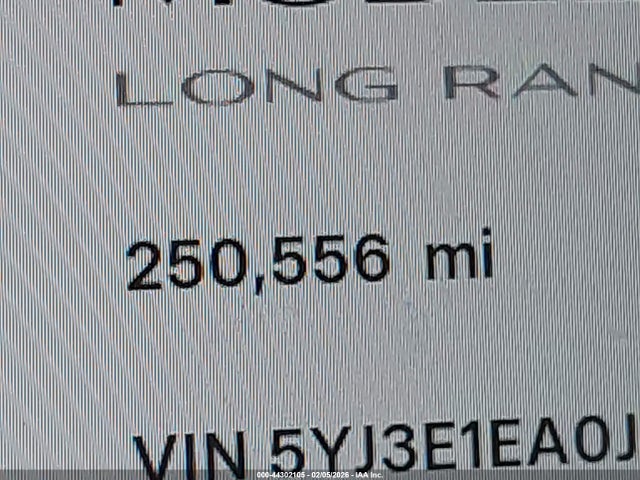 LONG RAN
250,556 mi
VIN 5YJ3E1EA0J
000-44302105 - 02/05/2026 - IAA Inc.